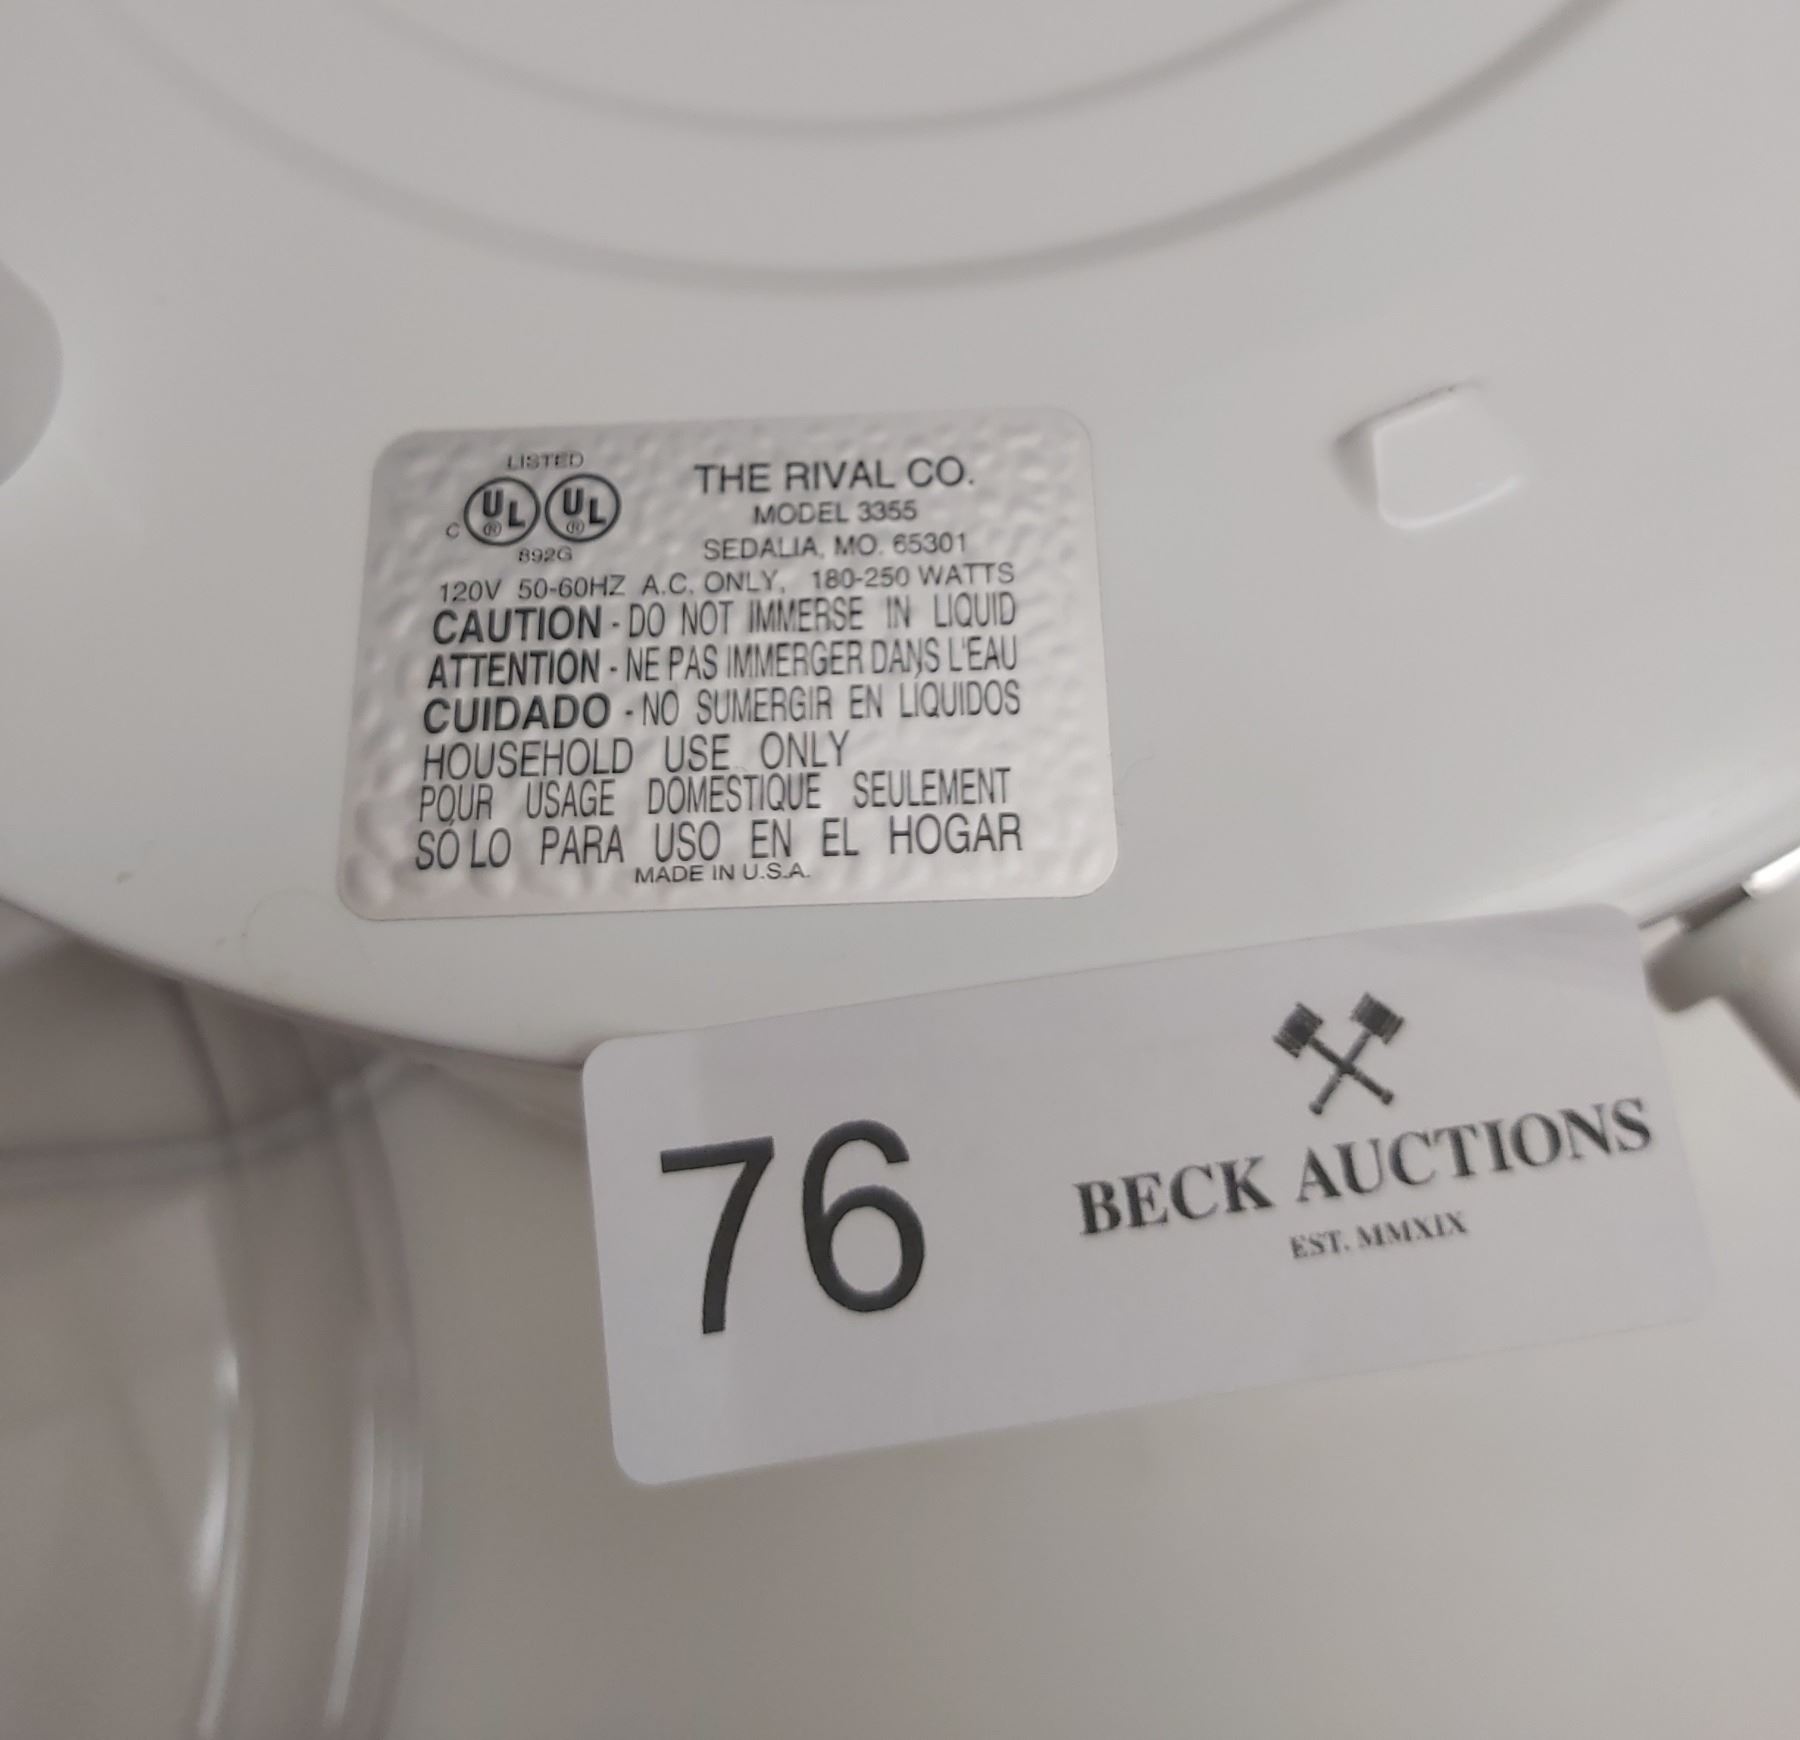 LISTED
C UL® UL®
892G
THE RIVAL CO.
MODEL 3355
SEDALIA, MO. 65301
120V 50-60HZ A.C. ONLY, 180-250 WATTS
CAUTION - DO NOT IMMERSE IN LIQUID
ATTENTION - NE PAS IMMERGER DANS L'EAU
CUIDADO - NO SUMERGIR EN LÍQUIDOS
HOUSEHOLD USE ONLY
POUR USAGE DOMESTIQUE SEULEMENT
SÓLO PARA USO EN EL HOGAR
MADE IN U.S.A.
76
BECK AUCTIONS
EST. MMXIX